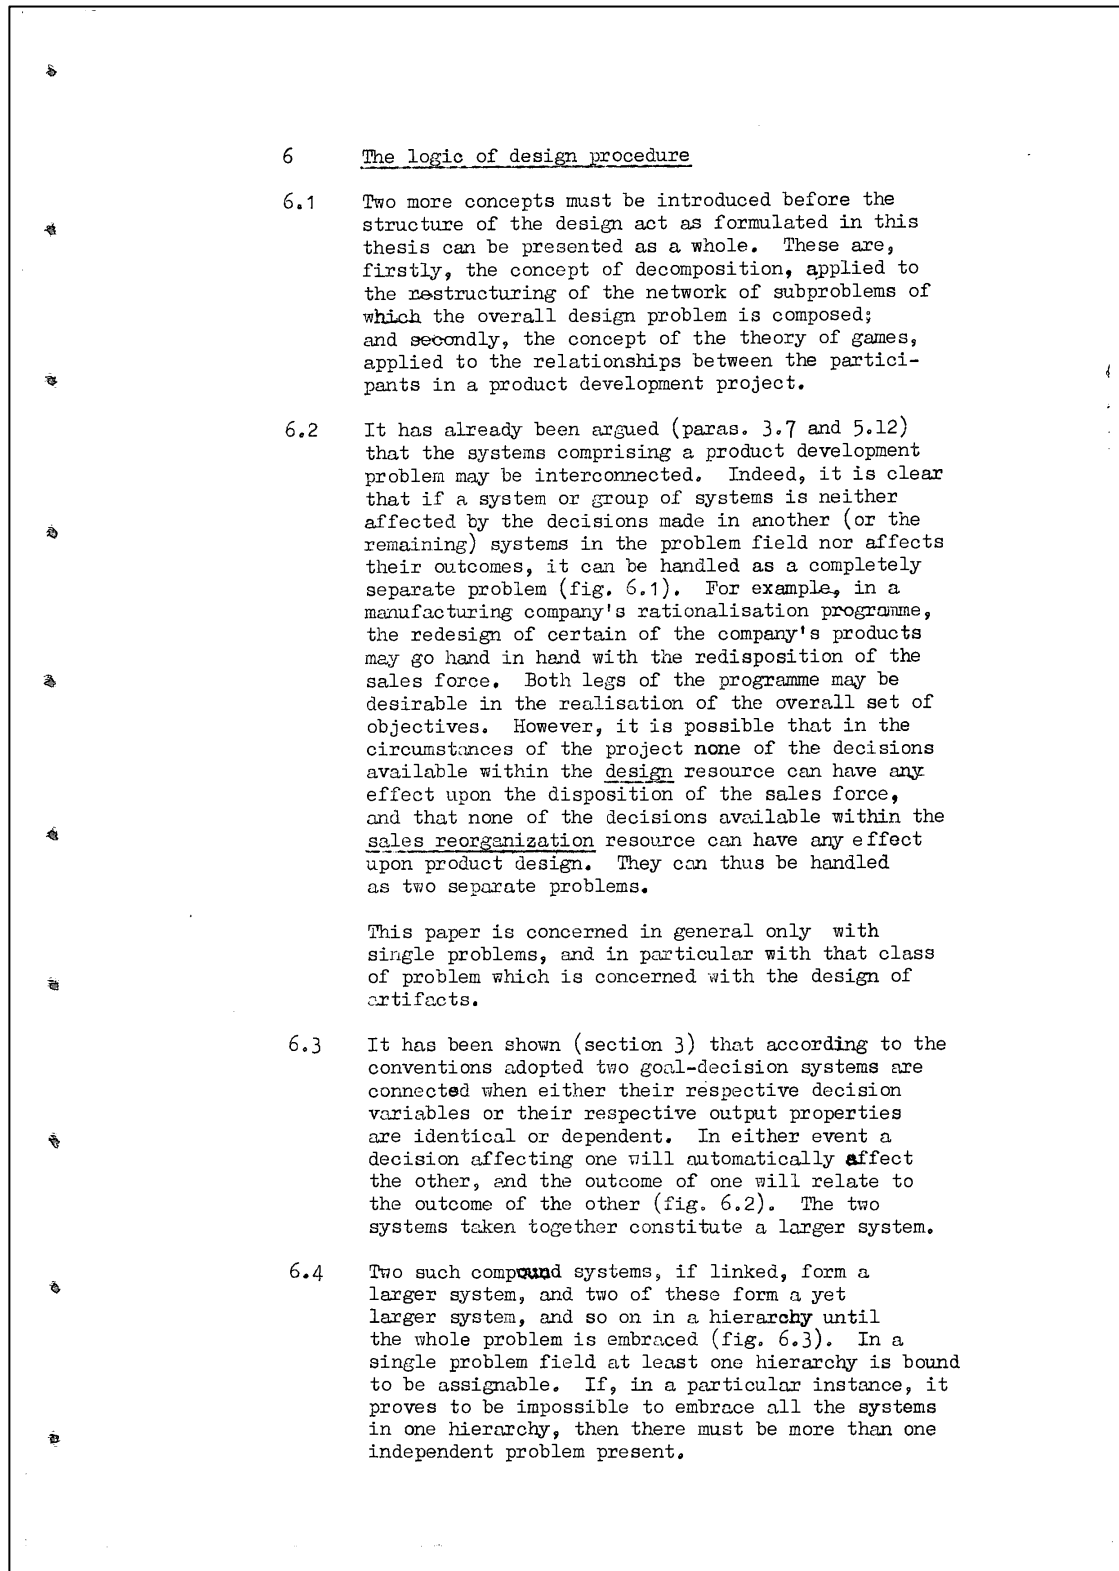 6 The logic of design procedure
6.1 Two more concepts must be introduced before the
structure of the design act as formulated in this
thesis can be presented as a whole. These are,
firstly, the concept of decomposition, applied to
the restructuring of the network of subproblems of
which the overall design problem is composed;
and secondly, the concept of the theory of games,
applied to the relationships between the partici-
pants in a product development project.
6.2 It has already been argued (paras. 3.7 and 5.12)
that the systems comprising a product development
problem may be interconnected. Indeed, it is clear
that if a system or group of systems is neither
affected by the decisions made in another (or the
remaining) systems in the problem field nor affects
their outcomes, it can be handled as a completely
separate problem (fig. 6.1). For example, in a
manufacturing company's rationalisation programme,
the redesign of certain of the company's products
may go hand in hand with the redisposition of the
sales force. Both legs of the programme may be
desirable in the realisation of the overall set of
objectives. However, it is possible that in the
circumstances of the project none of the decisions
available within the design resource can have any
effect upon the disposition of the sales force,
and that none of the decisions available within the
sales reorganization resource can have any effect
upon product design. They can thus be handled
as two separate problems.
This paper is concerned in general only with
single problems, and in particular with that class
of problem which is concerned with the design of
artifacts.
6.3 It has been shown (section 3) that according to the
conventions adopted two goal-decision systems are
connected when either their respective decision
variables or their respective output properties
are identical or dependent. In either event a
decision affecting one will automatically affect
the other, and the outcome of one will relate to
the outcome of the other (fig. 6.2). The two
systems taken together constitute a larger system.
6.4 Two such compound systems, if linked, form a
larger system, and two of these form a yet
larger system, and so on in a hierarchy until
the whole problem is embraced (fig. 6.3). In a
single problem field at least one hierarchy is bound
to be assignable. If, in a particular instance, it
proves to be impossible to embrace all the systems
in one hierarchy, then there must be more than one
independent problem present.